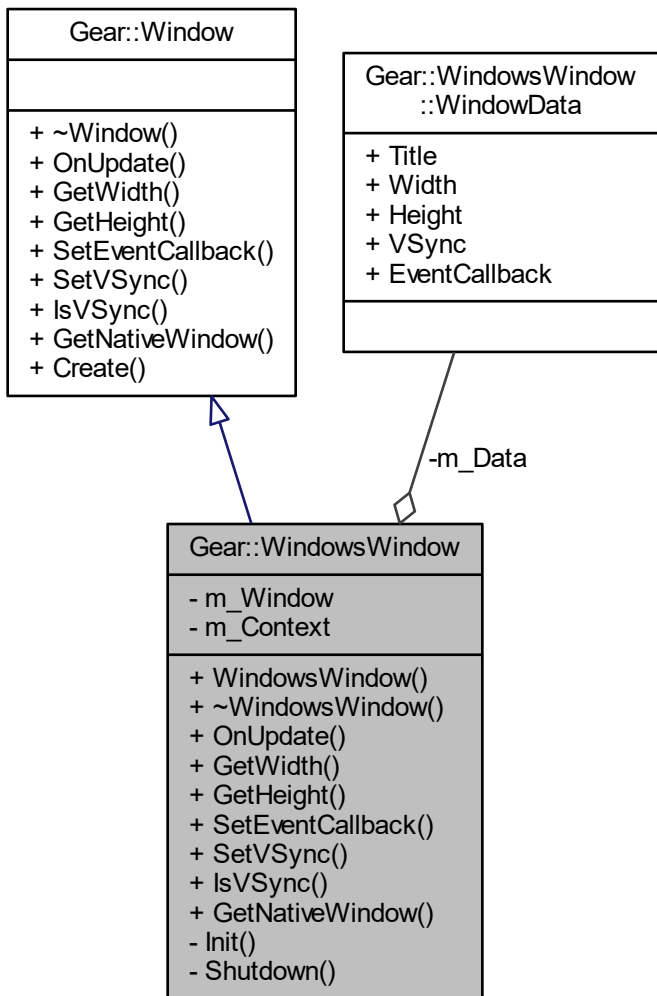 Gear::Window
+ ~Window()
+ OnUpdate()
+ GetWidth()
+ GetHeight()
+ SetEventCallback()
+ SetVSync()
+ IsVSync()
+ GetNativeWindow()
+ Create()
Gear::WindowsWindow
::WindowData
+ Title
+ Width
+ Height
+ VSync
+ EventCallback
-m_Data
Gear::WindowsWindow
- m_Window
- m_Context
+ WindowsWindow()
+ ~WindowsWindow()
+ OnUpdate()
+ GetWidth()
+ GetHeight()
+ SetEventCallback()
+ SetVSync()
+ IsVSync()
+ GetNativeWindow()
- Init()
- Shutdown()